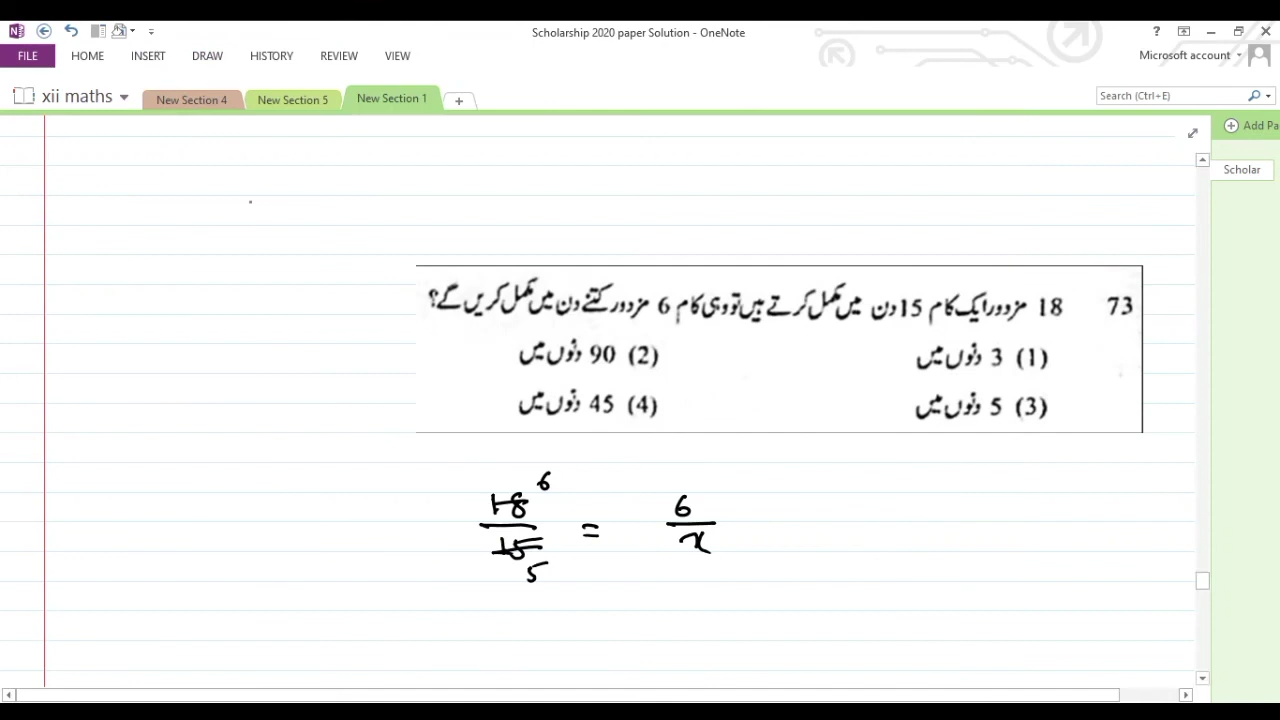 Scholarship 2020 paper Solution - OneNote
FILE HOME INSERT DRAW HISTORY REVIEW VIEW
Microsoft account
xii maths
New Section 4 New Section 5 New Section 1
Search (Ctrl+E)
Add Pa
Scholar
73 18 مزدور ایک کام 15 دن میں مکمل کرتے ہیں تو وہی کام 6 مزدور کتنے دن میں مکمل کریں گے؟
(1) 3 دنوں میں (2) 90 دنوں میں
(3) 5 دنوں میں (4) 45 دنوں میں
6
18 6
= 
15 x
5